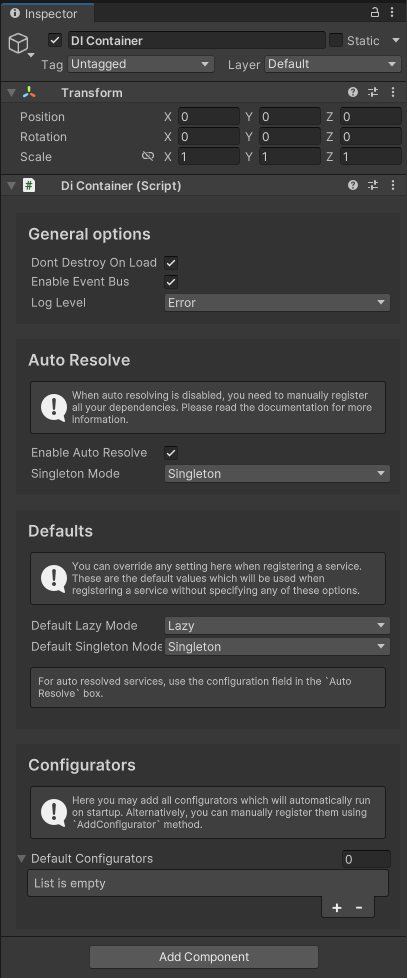 Inspector
DI Container
Static
Tag Untagged Layer Default
Transform
Position X 0 Y 0 Z 0
Rotation X 0 Y 0 Z 0
Scale X 1 Y 1 Z 1
# Di Container (Script)
General options
Dont Destroy On Load
Enable Event Bus
Log Level Error
Auto Resolve
When auto resolving is disabled, you need to manually register
all your dependencies. Please read the documentation for more
information.
Enable Auto Resolve
Singleton Mode Singleton
Defaults
You can override any setting here when registering a service.
These are the default values which will be used when
registering a service without specifying any of these options.
Default Lazy Mode Lazy
Default Singleton Mode Singleton
For auto resolved services, use the configuration field in the `Auto
Resolve` box.
Configurators
Here you may add all configurators which will automatically run
on startup. Alternatively, you can manually register them using
`AddConfigurator` method.
Default Configurators 0
List is empty
+ -
Add Component